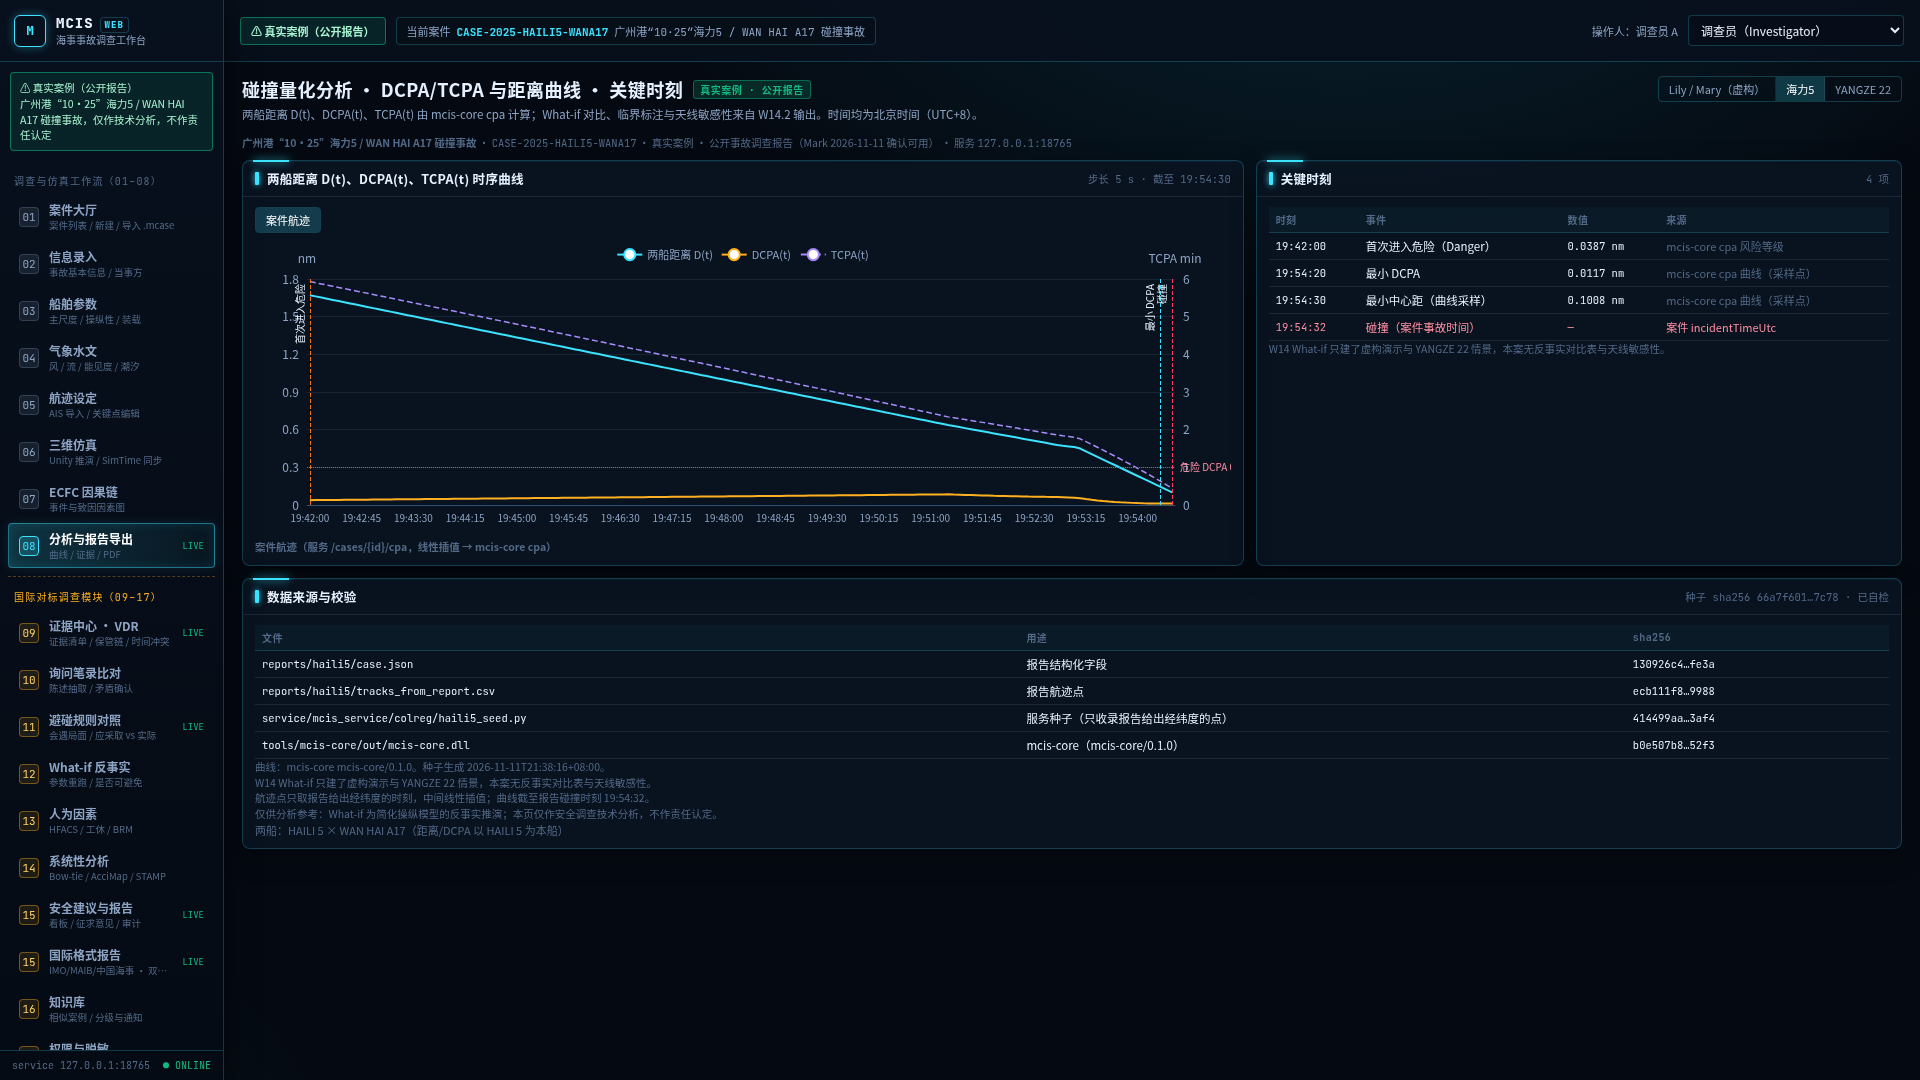 M
MCIS WEB
海事事故调查工作台
⚠ 真实案例（公开报告）
广州港“10·25”海力5 / WAN HAI
A17 碰撞事故，仅作技术分析，不作责
任认定
调查与仿真工作流（01-08）
01 案件大厅
案件列表 / 新建 / 导入 .mcase
02 信息录入
事故基本信息 / 当事方
03 船舶参数
主尺度 / 操纵性 / 装载
04 气象水文
风 / 流 / 能见度 / 潮汐
05 航迹设定
AIS 导入 / 关键点编辑
06 三维仿真
Unity 推演 / SimTime 同步
07 ECFC 因果链
事件与致因因素图
08 分析与报告导出 LIVE
曲线 / 证据 / PDF
国际对标调查模块（09-17）
09 证据中心 · VDR LIVE
证据清单 / 保管链 / 时间冲突
10 询问笔录比对
陈述抽取 / 矛盾确认
11 避碰规则对照 LIVE
会遇局面 / 应采取 vs 实际
12 What-if 反事实
参数重跑 / 是否可避免
13 人为因素
HFACS / 工休 / BRM
14 系统性分析
Bow-tie / AcciMap / STAMP
15 安全建议与报告 LIVE
看板 / 征求意见 / 审计
15 国际格式报告 LIVE
IMO/MAIB/中国海事 · 双…
16 知识库
相似案例 / 分级与通知
权限与脱敏
service 127.0.0.1:18765 ● ONLINE
⚠ 真实案例（公开报告）
当前案件 CASE-2025-HAILI5-WANA17 广州港“10·25”海力5 / WAN HAI A17 碰撞事故
操作人：调查员 A
调查员（Investigator）
碰撞量化分析 · DCPA/TCPA 与距离曲线 · 关键时刻 真实案例 · 公开报告
Lily / Mary（虚构） 海力5 YANGZE 22
两船距离 D(t)、DCPA(t)、TCPA(t) 由 mcis-core cpa 计算；What-if 对比、临界标注与天线敏感性来自 W14.2 输出。时间均为北京时间（UTC+8）。
广州港“10·25”海力5 / WAN HAI A17 碰撞事故 · CASE-2025-HAILI5-WANA17 · 真实案例 · 公开事故调查报告（Mark 2026-11-11 确认可用） · 服务 127.0.0.1:18765
两船距离 D(t)、DCPA(t)、TCPA(t) 时序曲线
步长 5 s · 截至 19:54:30
案件航迹
两船距离 D(t) DCPA(t) TCPA(t)
nm
TCPA min
1.8
1.5
1.2
0.9
0.6
0.3
0
6
5
4
3
2
1
0
首次进入危险
最小 DCPA
碰撞
危险 DCPA
19:42:00 19:42:45 19:43:30 19:44:15 19:45:00 19:45:45 19:46:30 19:47:15 19:48:00 19:48:45 19:49:30 19:50:15 19:51:00 19:51:45 19:52:30 19:53:15 19:54:00
案件航迹（服务 /cases/{id}/cpa，线性插值 → mcis-core cpa）
关键时刻
4 项
时刻 事件 数值 来源
19:42:00 首次进入危险（Danger） 0.0387 nm mcis-core cpa 风险等级
19:54:20 最小 DCPA 0.0117 nm mcis-core cpa 曲线（采样点）
19:54:30 最小中心距（曲线采样） 0.1008 nm mcis-core cpa 曲线（采样点）
19:54:32 碰撞（案件事故时间） — 案件 incidentTimeUtc
W14 What-if 只建了虚构演示与 YANGZE 22 情景，本案无反事实对比表与天线敏感性。
数据来源与校验
种子 sha256 66a7f601…7c78 · 已自检
文件 用途 sha256
reports/haili5/case.json 报告结构化字段 130926c4…fe3a
reports/haili5/tracks_from_report.csv 报告航迹点 ecb111f8…9988
service/mcis_service/colreg/haili5_seed.py 服务种子（只收录报告给出经纬度的点） 414499aa…3af4
tools/mcis-core/out/mcis-core.dll mcis-core（mcis-core/0.1.0） b0e507b8…52f3
曲线：mcis-core mcis-core/0.1.0。种子生成 2026-11-11T21:38:16+08:00。
W14 What-if 只建了虚构演示与 YANGZE 22 情景，本案无反事实对比表与天线敏感性。
航迹点只取报告给出经纬度的时刻，中间线性插值；曲线截至报告碰撞时刻 19:54:32。
仅供分析参考：What-if 为简化操纵模型的反事实推演；本页仅作安全调查技术分析，不作责任认定。
两船：HAILI 5 × WAN HAI A17（距离/DCPA 以 HAILI 5 为本船）